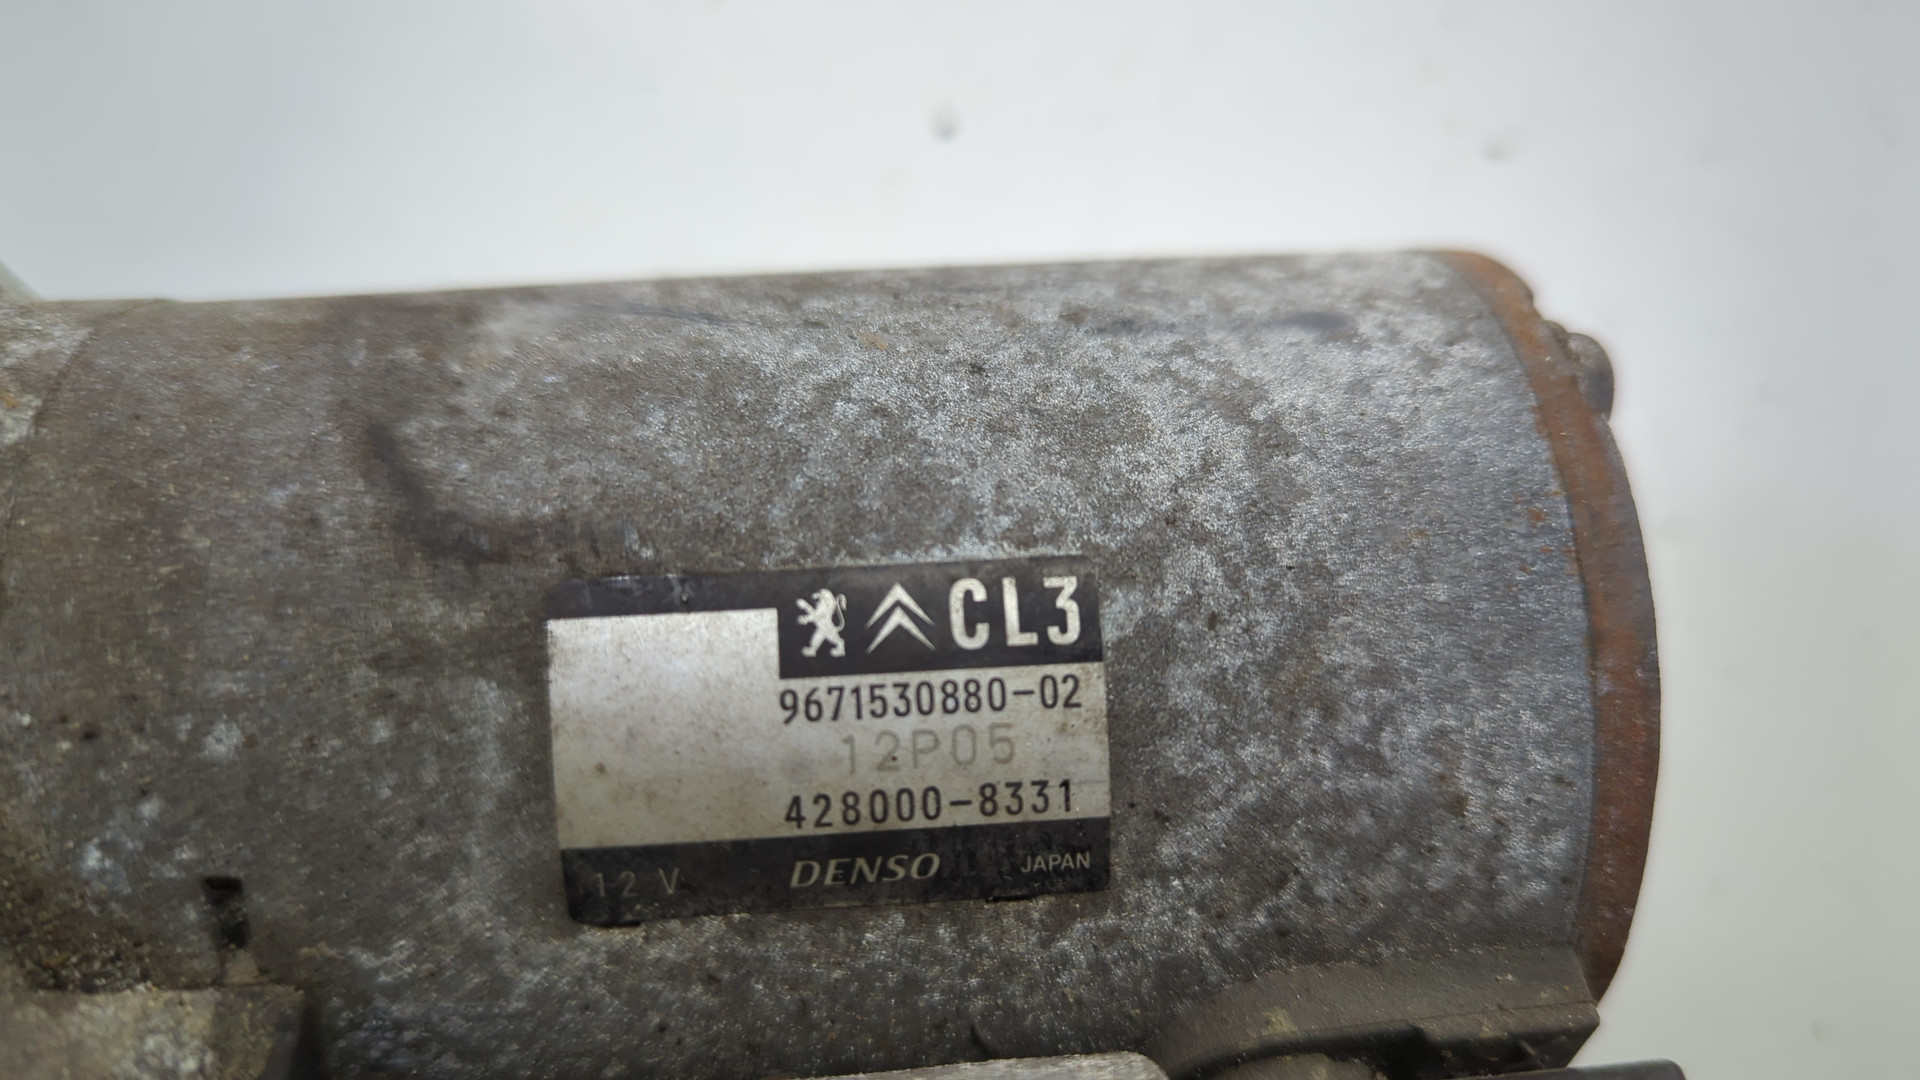 CL3
9671530880-02
12P05
428000-8331
12 V DENSO JAPAN